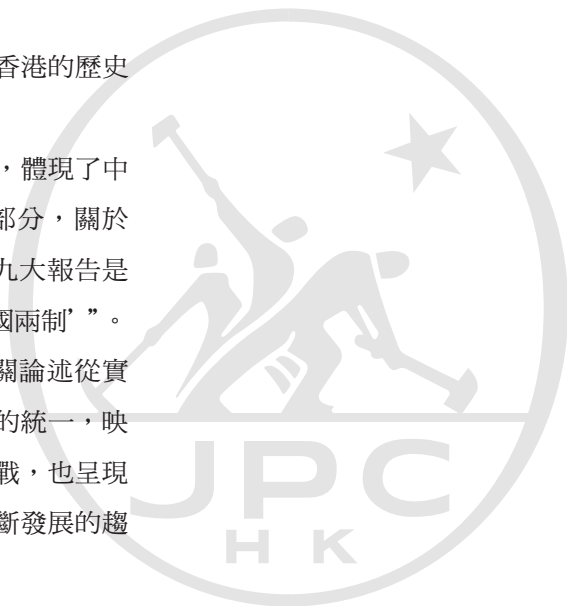 香港的歷史
，體現了中
部分，關於
九大報告是
國兩制’”。
關論述從實
的統一，映
戰，也呈現
斷發展的趨
JPC
HK